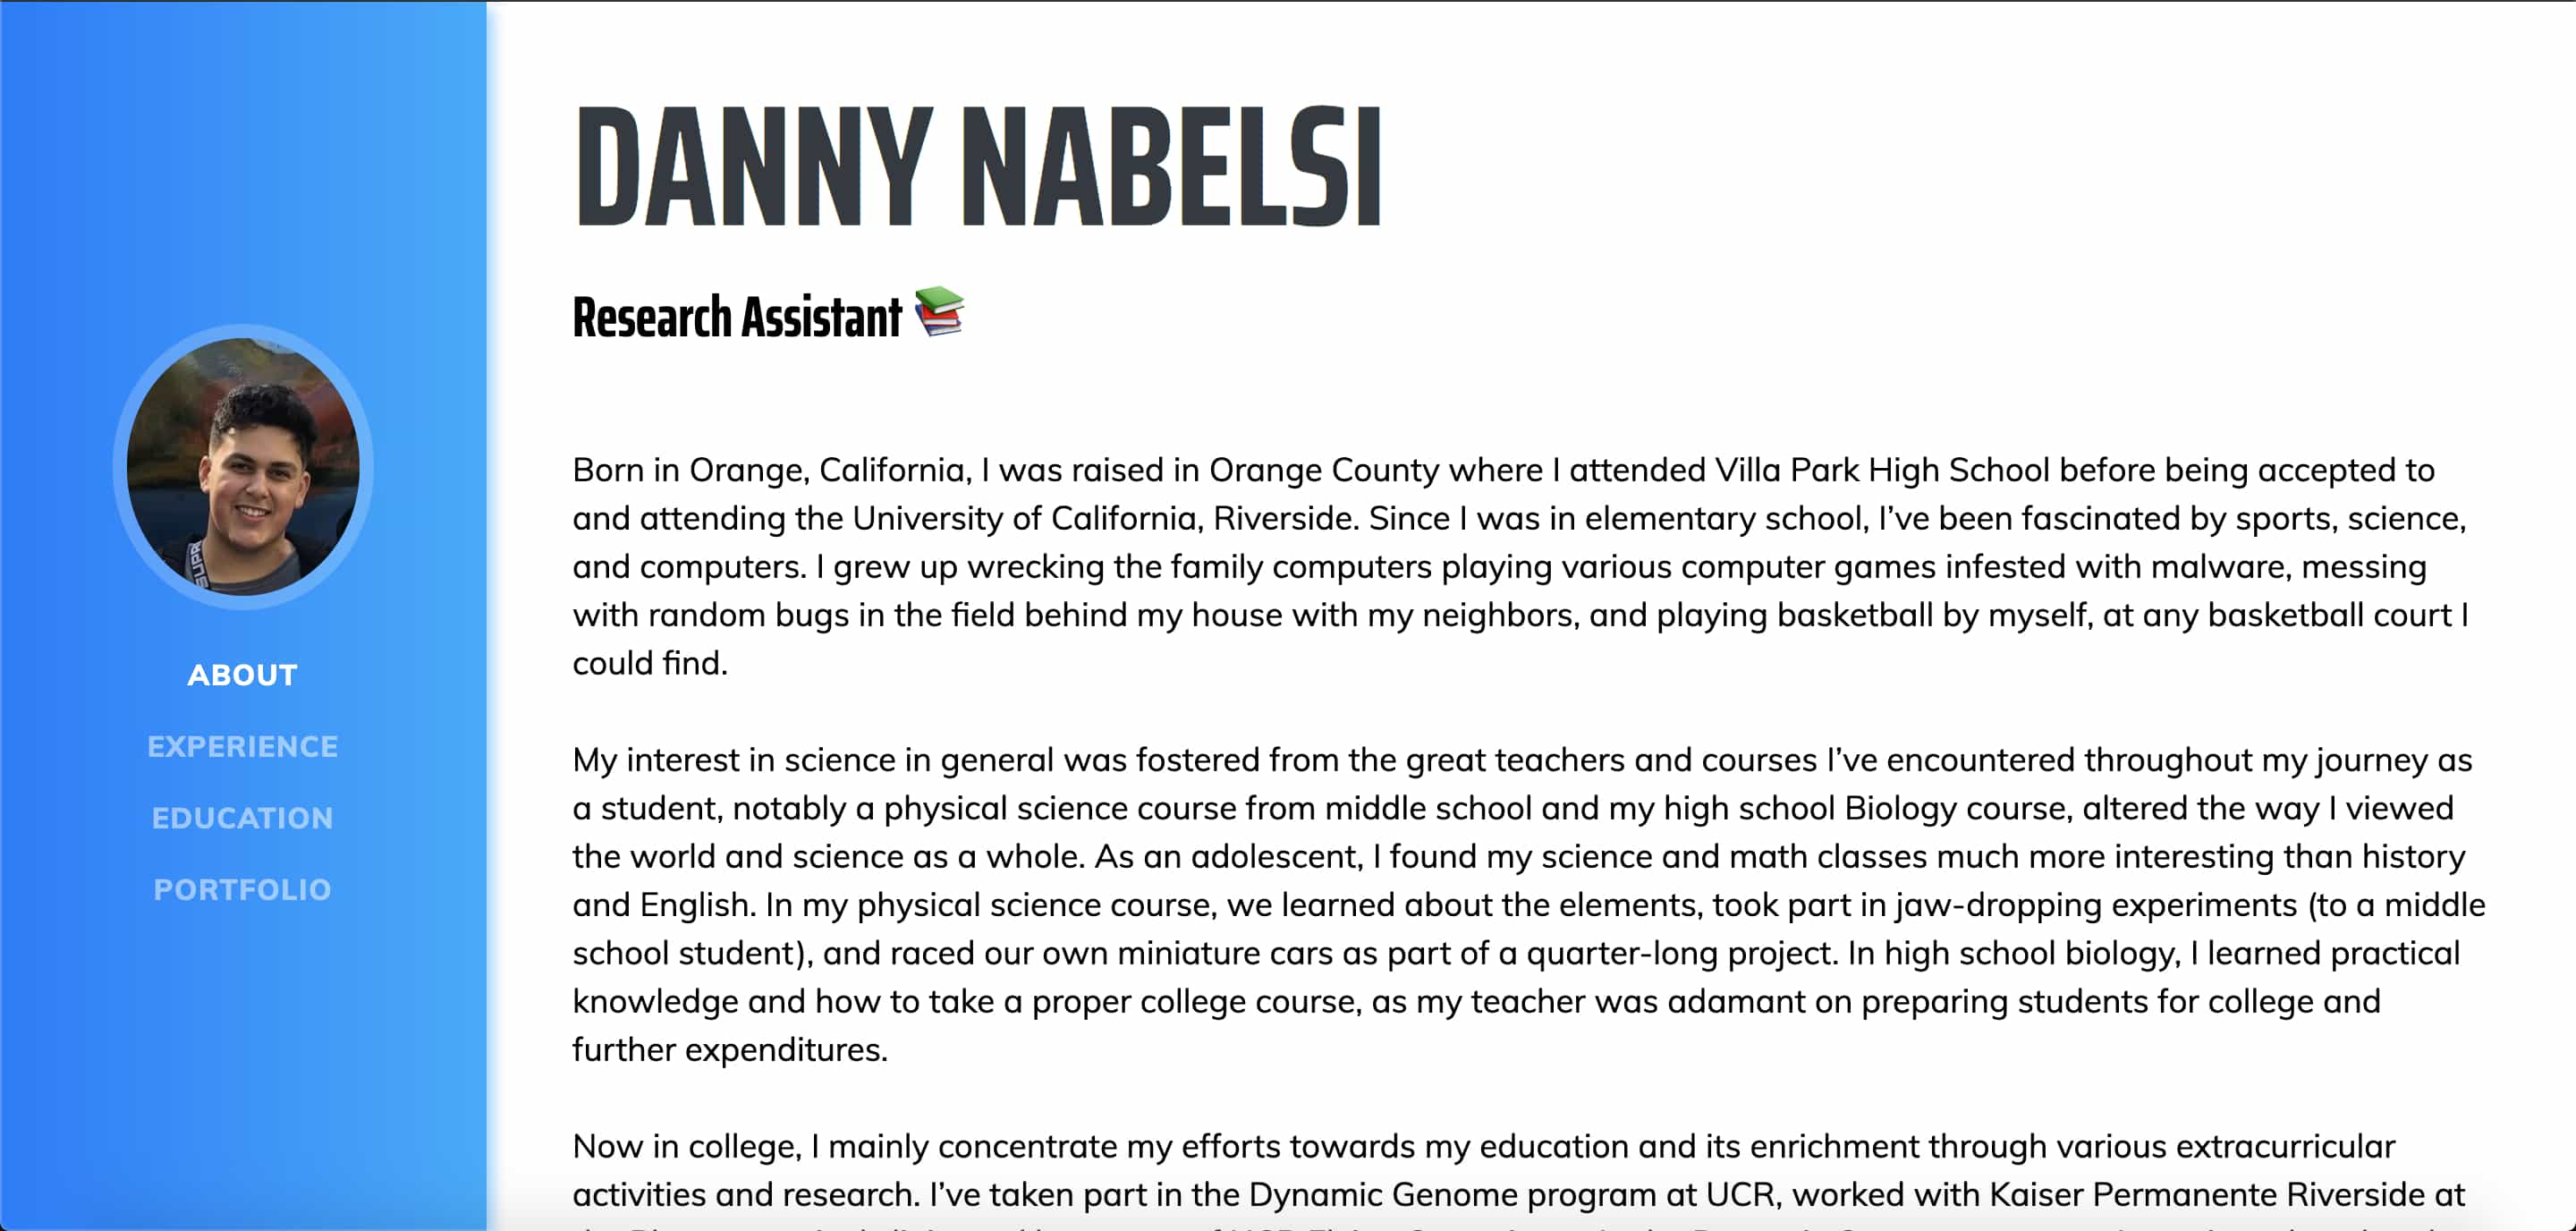 DANNY NABELSI
Research Assistant 📚
ABOUT
EXPERIENCE
EDUCATION
PORTFOLIO
Born in Orange, California, I was raised in Orange County where I attended Villa Park High School before being accepted to
and attending the University of California, Riverside. Since I was in elementary school, I’ve been fascinated by sports, science,
and computers. I grew up wrecking the family computers playing various computer games infested with malware, messing
with random bugs in the field behind my house with my neighbors, and playing basketball by myself, at any basketball court I
could find.
My interest in science in general was fostered from the great teachers and courses I’ve encountered throughout my journey as
a student, notably a physical science course from middle school and my high school Biology course, altered the way I viewed
the world and science as a whole. As an adolescent, I found my science and math classes much more interesting than history
and English. In my physical science course, we learned about the elements, took part in jaw-dropping experiments (to a middle
school student), and raced our own miniature cars as part of a quarter-long project. In high school biology, I learned practical
knowledge and how to take a proper college course, as my teacher was adamant on preparing students for college and
further expenditures.
Now in college, I mainly concentrate my efforts towards my education and its enrichment through various extracurricular
activities and research. I’ve taken part in the Dynamic Genome program at UCR, worked with Kaiser Permanente Riverside at